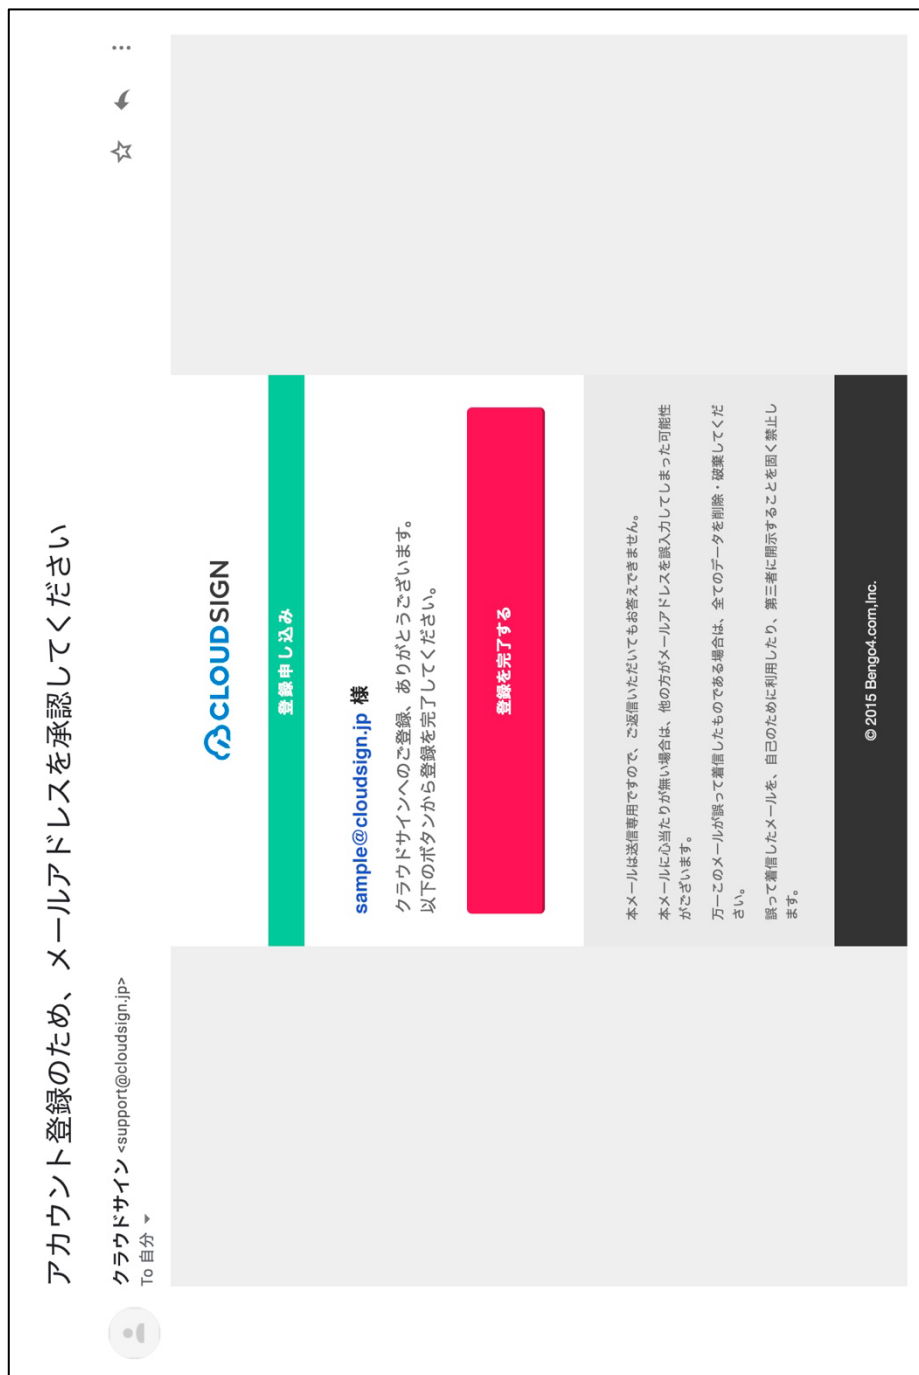 アカウント登録のため、メールアドレスを承認してください
クラウドサイン <support@cloudsign.jp>
To 自分
CLOUDSIGN
登録申し込み
sample@cloudsign.jp 様
クラウドサインへのご登録、ありがとうございます。
以下のボタンから登録を完了してください。
登録を完了する
本メールは送信専用ですので、ご返信いただいてもお答えできません。
本メールに心当たりが無い場合は、他の方がメールアドレスを誤入力してしまった可能性
がございます。
万一このメールが誤って着信したものである場合は、全てのデータを削除・破棄してくだ
さい。
誤って着信したメールを、自己のために利用したり、第三者に開示することを固く禁止し
ます。
© 2015 Bengo4.com,Inc.